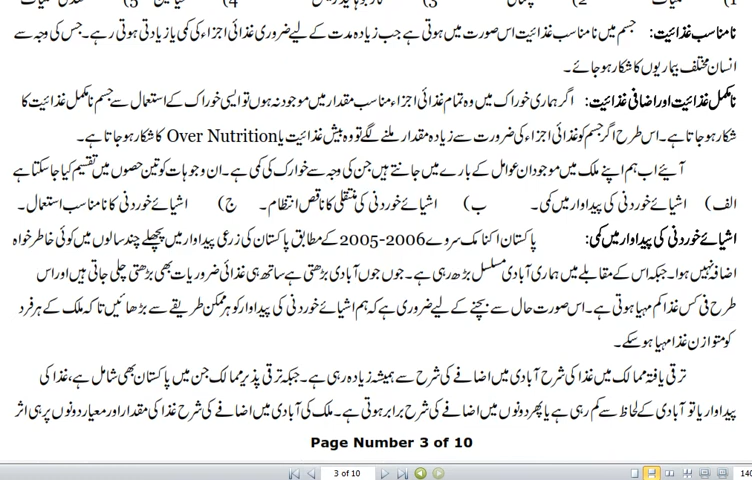 نامناسب غذائیت: جسم میں نامناسب غذائیت اس صورت میں ہوتی ہے جب زیادہ مدت کے لیے ضروری غذائی اجزاء کی کمی یا زیادتی ہوتی رہے۔ جس کی وجہ سے
انسان مختلف بیماریوں کا شکار ہو جائے۔
نامکمل غذائیت اور اضافی غذائیت: اگر ہماری خوراک میں وہ تمام غذائی اجزاء مناسب مقدار میں موجود نہ ہوں تو ایسی خوراک کے استعمال سے جسم نامکمل غذائیت کا
شکار ہو جاتا ہے۔ اس طرح اگر جسم کو غذائی اجزاء کی ضرورت سے زیادہ مقدار ملنے لگے تو وہ بیش غذائیت یا Over Nutrition کا شکار ہو جاتا ہے۔
آیئے اب ہم اپنے ملک میں موجود ان عوامل کے بارے میں جانتے ہیں جن کی وجہ سے خوارک کی کمی ہے۔ ان وجوہات کو تین حصوں میں تقسیم کیا جا سکتا ہے
الف) اشیائے خوردنی کی پیداوار میں کمی۔ ب) اشیائے خوردنی کی منتقلی کا ناقص انتظام۔ ج) اشیائے خوردنی کا نامناسب استعمال۔
اشیائے خوردنی کی پیداوار میں کمی: پاکستان اکنامک سروے 2005-2006 کے مطابق پاکستان کی زرعی پیداوار میں پچھلے چند سالوں میں کوئی خاطر خواہ
اضافہ نہیں ہوا۔ جبکہ اس کے مقابلے میں ہماری آبادی مسلسل بڑھ رہی ہے۔ جوں جوں آبادی بڑھتی ہے ساتھ ہی غذائی ضروریات بھی بڑھتی چلی جاتی ہیں اور اس
طرح فی کس غذا کم مہیا ہوتی ہے۔ اس صورت حال سے بچنے کے لیے ضروری ہے کہ ہم اشیائے خوردنی کی پیداوار کو ہر ممکن طریقے سے بڑھائیں تا کہ ملک کے ہر فرد
کو متوازن غذا مہیا ہو سکے۔
ترقی یافتہ ممالک میں غذا کی شرح آبادی میں اضافے کی شرح سے ہمیشہ زیادہ رہی ہے۔ جبکہ ترقی پذیر ممالک جن میں پاکستان بھی شامل ہے، غذا کی
پیداوار یا تو آبادی کے لحاظ سے کم رہی ہے یا پھر دونوں میں اضافے کی شرح برابر ہوتی ہے۔ ملک کی آبادی میں اضافے کی شرح غذا کی مقدار اور معیار دونوں پر ہی اثر
Page Number 3 of 10
3 of 10